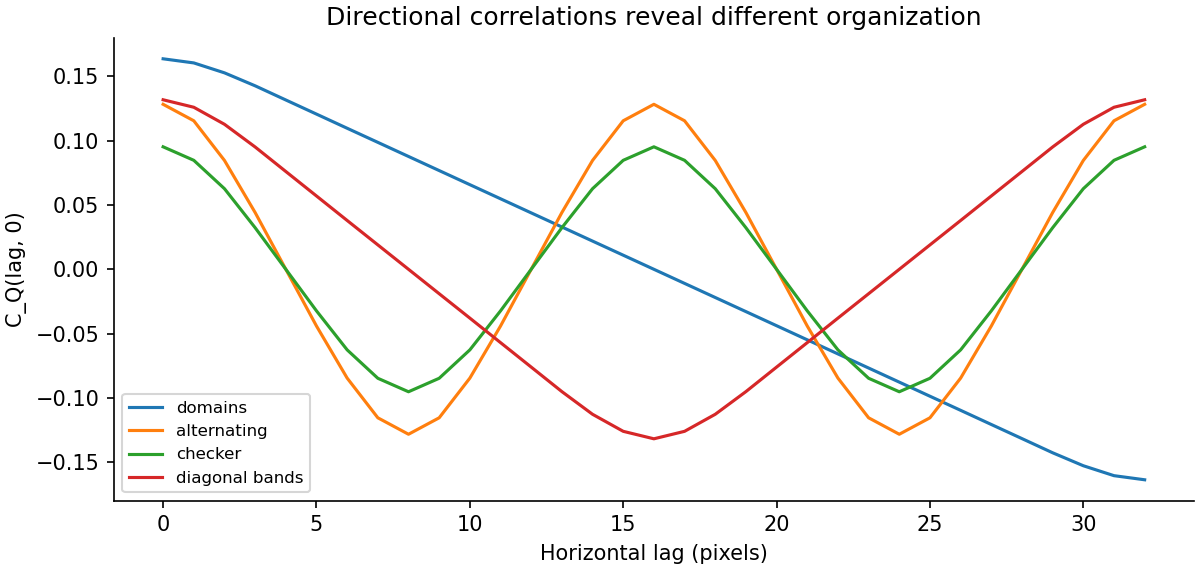 Directional correlations reveal different organization
C_Q(lag, 0)
0.15
0.10
0.05
0.00
−0.05
−0.10
−0.15
domains
alternating
checker
diagonal bands
0
5
10
15
20
25
30
Horizontal lag (pixels)